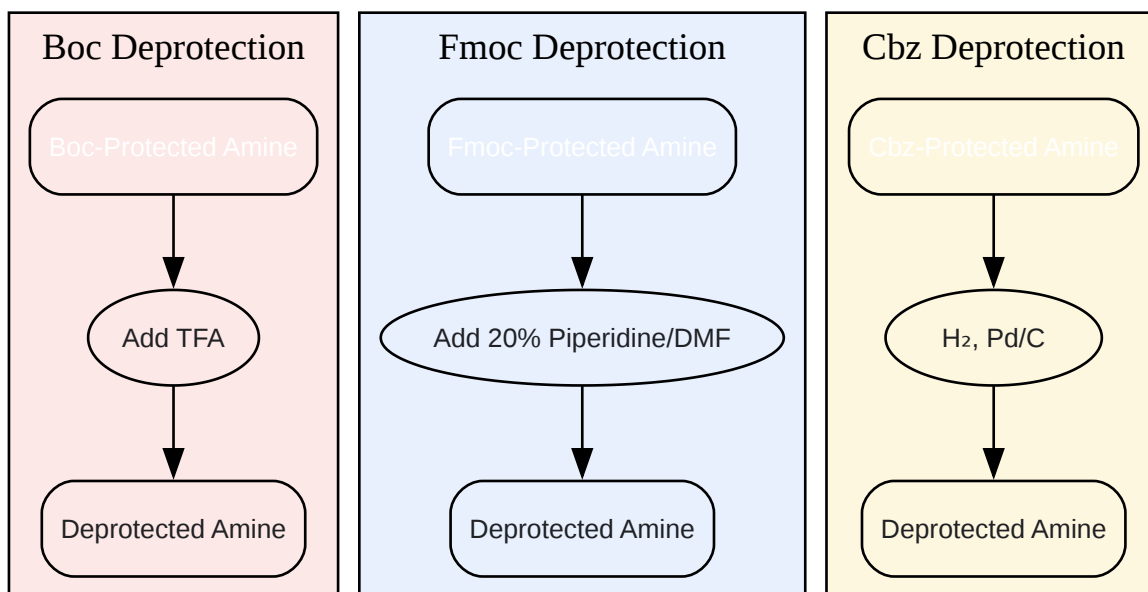 Boc Deprotection
Boc-Protected Amine
Add TFA
Deprotected Amine
Fmoc Deprotection
Fmoc-Protected Amine
Add 20% Piperidine/DMF
Deprotected Amine
Cbz Deprotection
Cbz-Protected Amine
H₂, Pd/C
Deprotected Amine